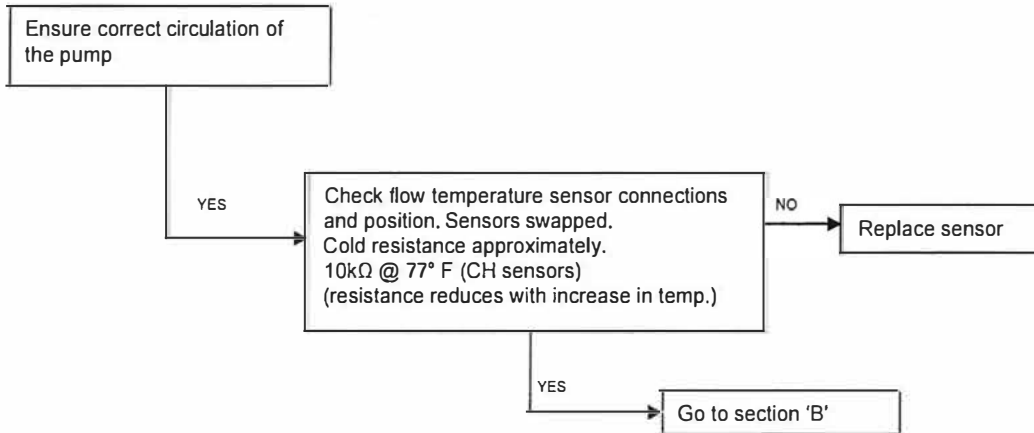 Ensure correct circulation of
the pump
YES
Check flow temperature sensor connections
and position. Sensors swapped.
Cold resistance approximately.
10kΩ @ 77° F (CH sensors)
(resistance reduces with increase in temp.)
NO
Replace sensor
YES
Go to section 'B'